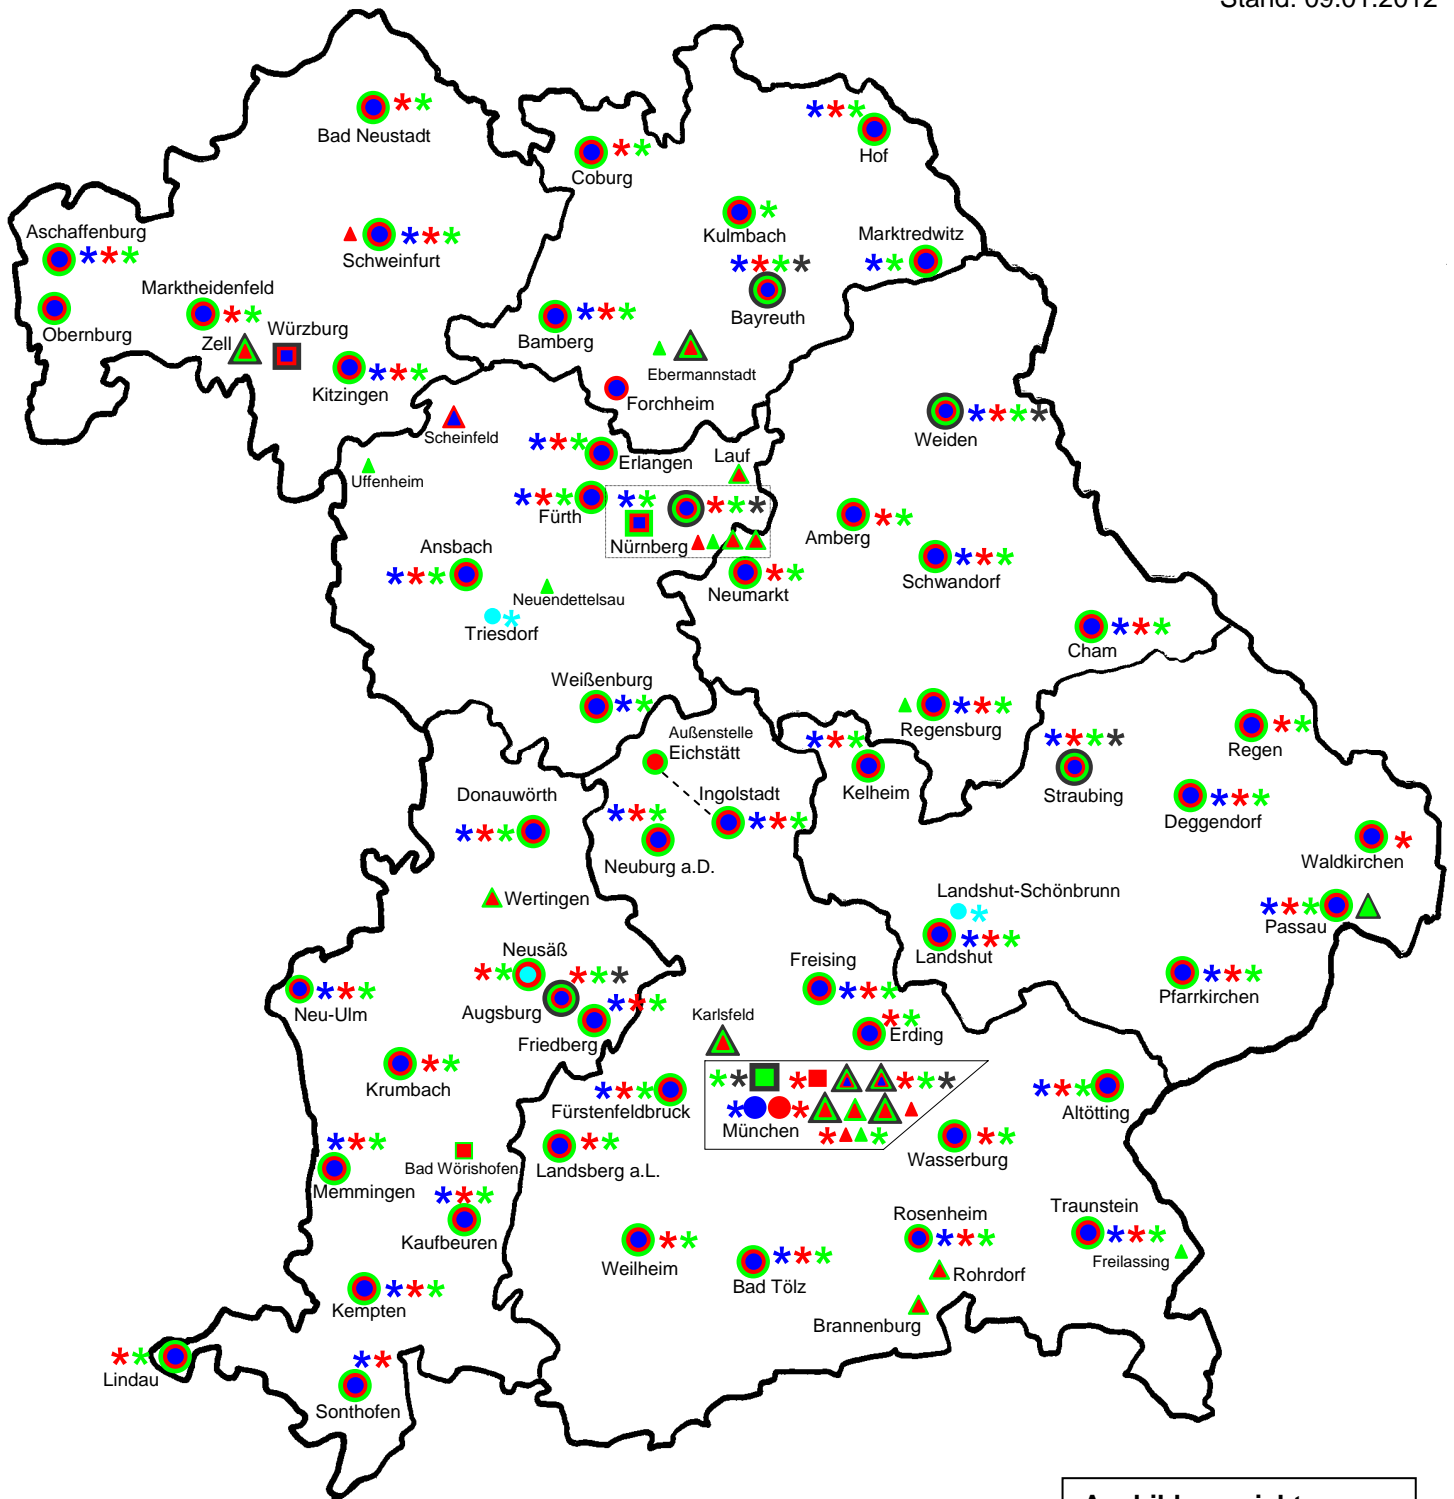 Stand: 09.01.2012
Bad Neustadt
Coburg
Hof
Aschaffenburg
Schweinfurt
Kulmbach
Marktredwitz
Marktheidenfeld
Obernburg
Würzburg
Zell
Bayreuth
Bamberg
Kitzingen
Ebermannstadt
Forchheim
Scheinfeld
Weiden
Erlangen
Lauf
Uffenheim
Fürth
Nürnberg
Amberg
Ansbach
Schwandorf
Neumarkt
Neuendettelsau
Triesdorf
Cham
Weißenburg
Regensburg
Außenstelle
Eichstätt
Regen
Ingolstadt
Kelheim
Straubing
Donauwörth
Deggendorf
Neuburg a.D.
Waldkirchen
Wertingen
Landshut-Schönbrunn
Passau
Neusäß
Landshut
Freising
Pfarrkirchen
Neu-Ulm
Augsburg
Karlsfeld
Friedberg
Erding
Krumbach
Fürstenfeldbruck
Altötting
München
Bad Wörishofen
Landsberg a.L.
Wasserburg
Memmingen
Kaufbeuren
Rosenheim
Traunstein
Weilheim
Bad Tölz
Freilassing
Rohrdorf
Kempten
Brannenburg
Lindau
Sonthofen